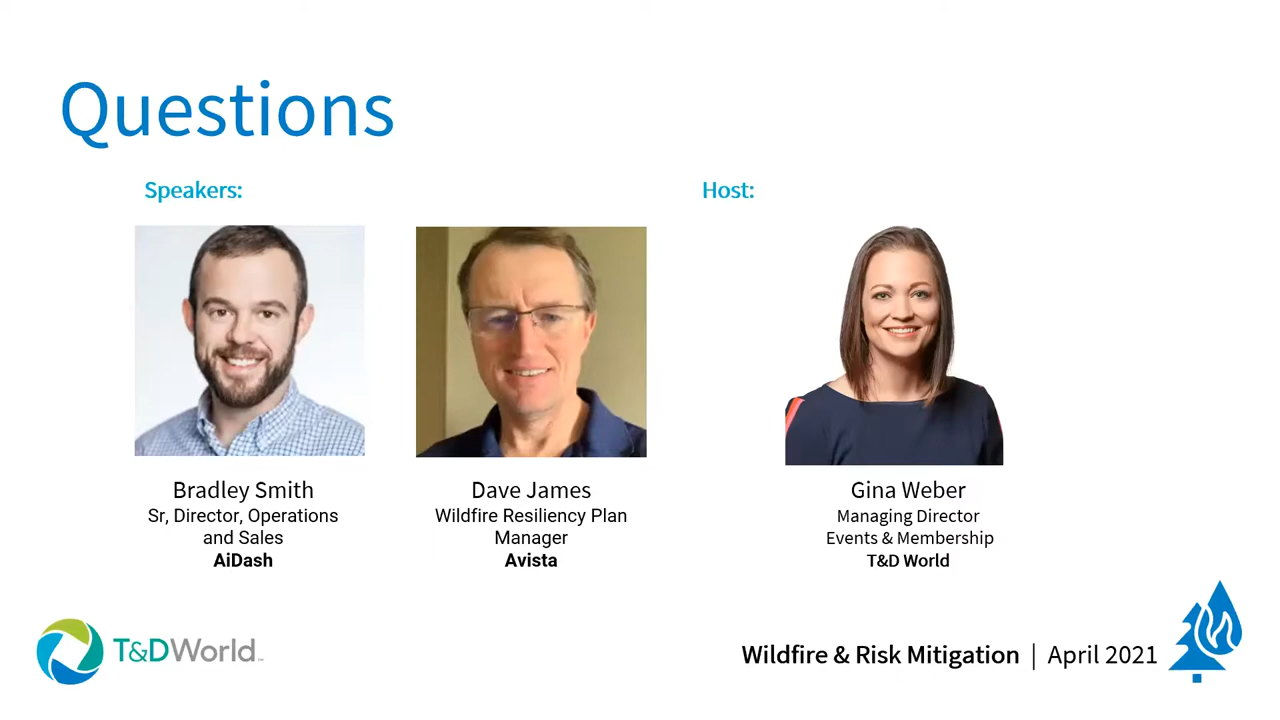 Questions
Speakers:
Host:
Bradley Smith
Sr, Director, Operations
and Sales
AiDash
Dave James
Wildfire Resiliency Plan
Manager
Avista
Gina Weber
Managing Director
Events & Membership
T&D World
T&DWorld
Wildfire & Risk Mitigation | April 2021